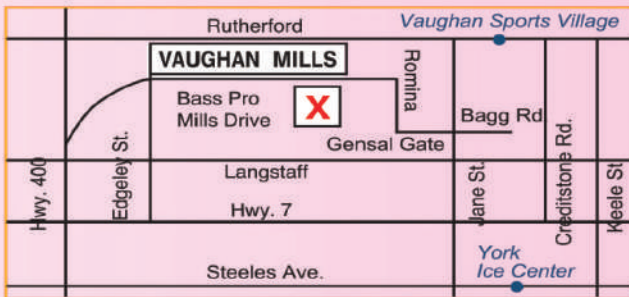 Rutherford
Vaughan Sports Village
VAUGHAN MILLS
Romina
Bass Pro
Mills Drive
X
Bagg Rd
Gensal Gate
Hwy. 400
Edgeley St.
Langstaff
Jane St.
Creditstone Rd.
Keele St
Hwy. 7
York
Ice Center
Steeles Ave.